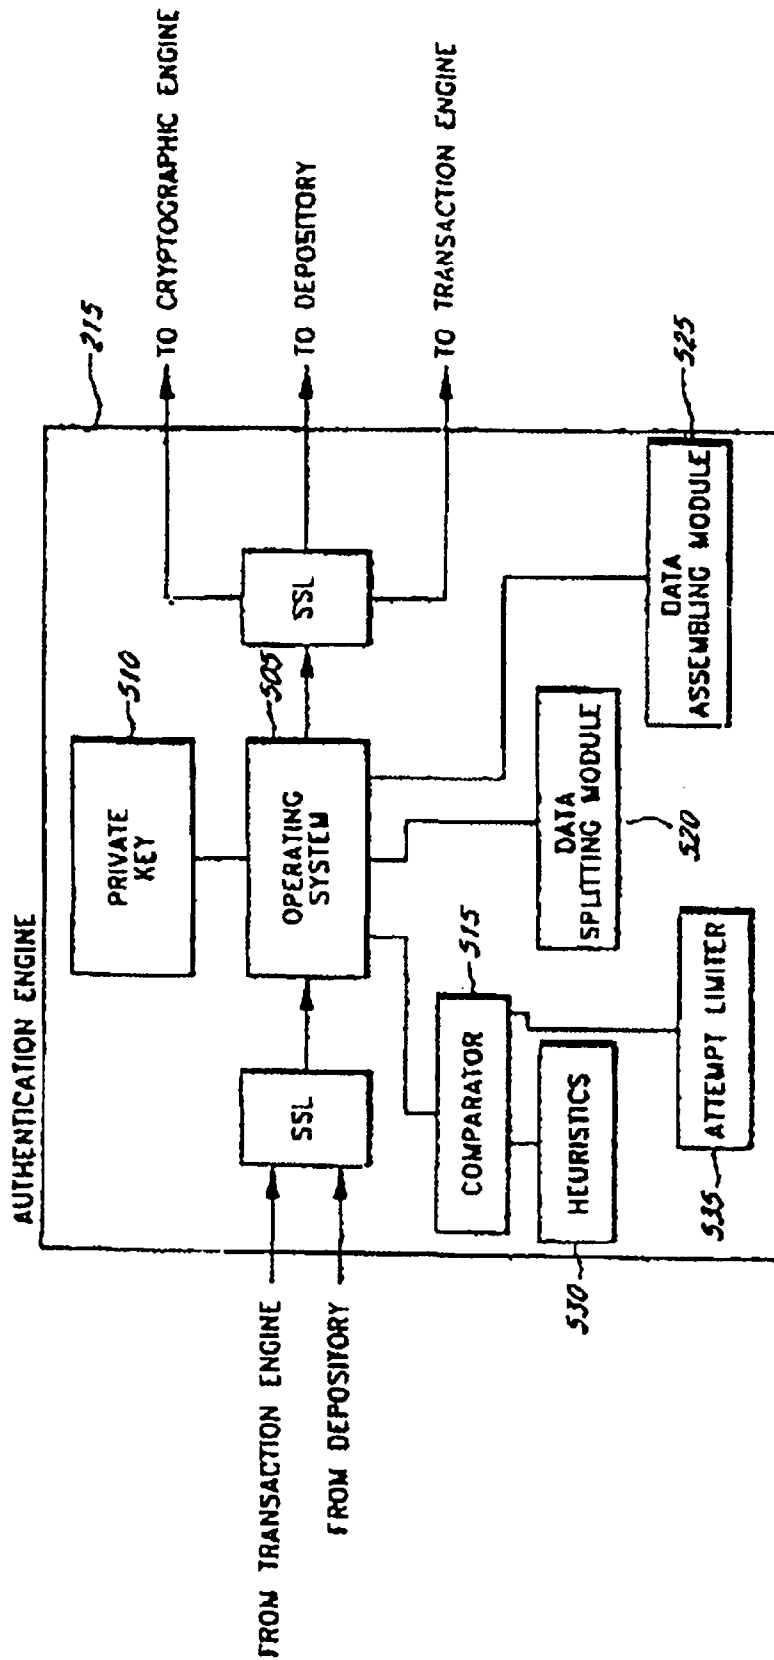 AUTHENTICATION ENGINE
215
PRIVATE
KEY
510
FROM TRANSACTION ENGINE
FROM DEPOSITORY
SSL
OPERATING
SYSTEM
505
SSL
TO CRYPTOGRAPHIC ENGINE
TO DEPOSITORY
TO TRANSACTION ENGINE
COMPARATOR
515
HEURISTICS
530
DATA
SPLITTING MODULE
520
DATA
ASSEMBLING MODULE
525
ATTEMPT LIMITER
535